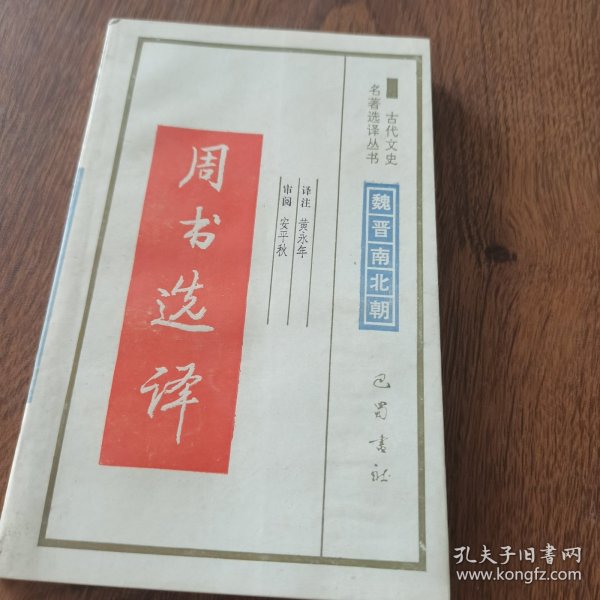 古代文史
名著选译丛书
魏晋南北朝
巴蜀书社
译注 黄永年
审阅 安平秋
周书选译
孔夫子旧书网
www.kongfz.com